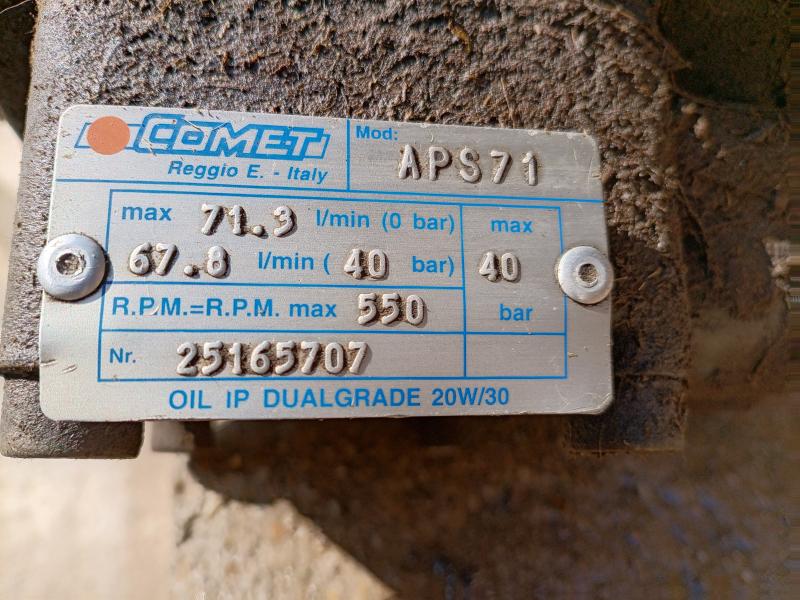 COMET
Reggio E. - Italy
Mod:
APS71
max 71.3 l/min (0 bar)
67.8 l/min ( 40 bar)
max
40
bar
R.P.M.=R.P.M. max 550
Nr. 25165707
OIL IP DUALGRADE 20W/30